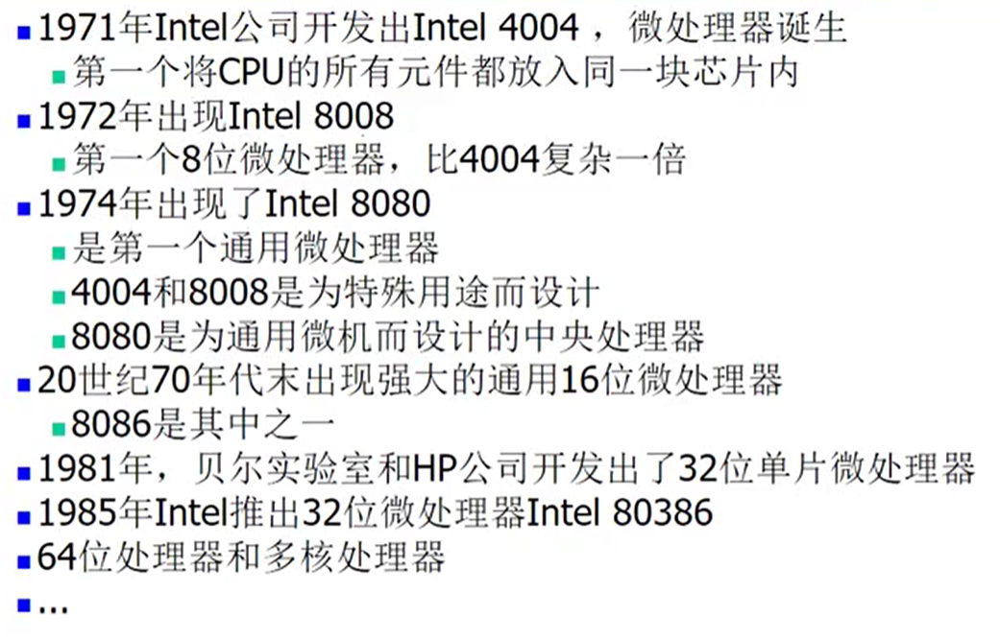 ■1971年Intel公司开发出Intel 4004 ，微处理器诞生
■第一个将CPU的所有元件都放入同一块芯片内
■1972年出现Intel 8008
■第一个8位微处理器，比4004复杂一倍
■1974年出现了Intel 8080
■是第一个通用微处理器
■4004和8008是为特殊用途而设计
■8080是为通用微机而设计的中央处理器
■20世纪70年代末出现强大的通用16位微处理器
■8086是其中之一
■1981年，贝尔实验室和HP公司开发出了32位单片微处理器
■1985年Intel推出32位微处理器Intel 80386
■64位处理器和多核处理器
■...